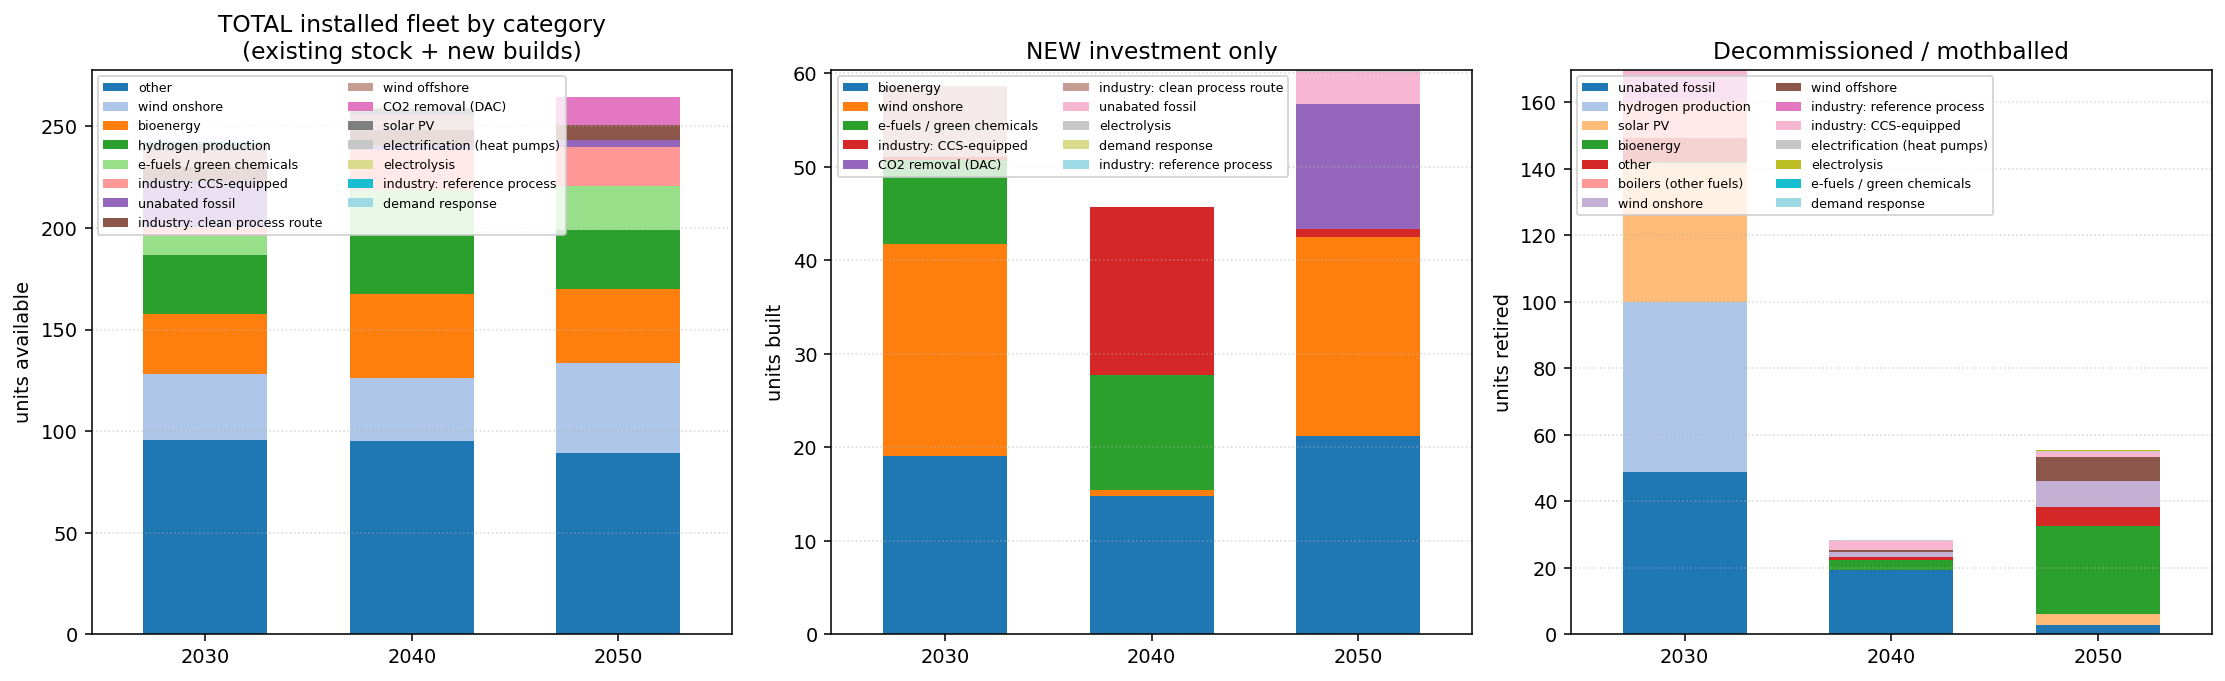 TOTAL installed fleet by category
(existing stock + new builds)
units available
250
200
150
100
50
0
other
wind onshore
bioenergy
hydrogen production
e-fuels / green chemicals
industry: CCS-equipped
unabated fossil
industry: clean process route
wind offshore
CO2 removal (DAC)
solar PV
electrification (heat pumps)
electrolysis
industry: reference process
demand response
2030 2040 2050
NEW investment only
units built
60
50
40
30
20
10
0
bioenergy
wind onshore
e-fuels / green chemicals
industry: CCS-equipped
CO2 removal (DAC)
industry: clean process route
unabated fossil
electrolysis
demand response
industry: reference process
2030 2040 2050
Decommissioned / mothballed
units retired
160
140
120
100
80
60
40
20
0
unabated fossil
hydrogen production
solar PV
bioenergy
other
boilers (other fuels)
wind onshore
wind offshore
industry: reference process
industry: CCS-equipped
electrification (heat pumps)
electrolysis
e-fuels / green chemicals
demand response
2030 2040 2050